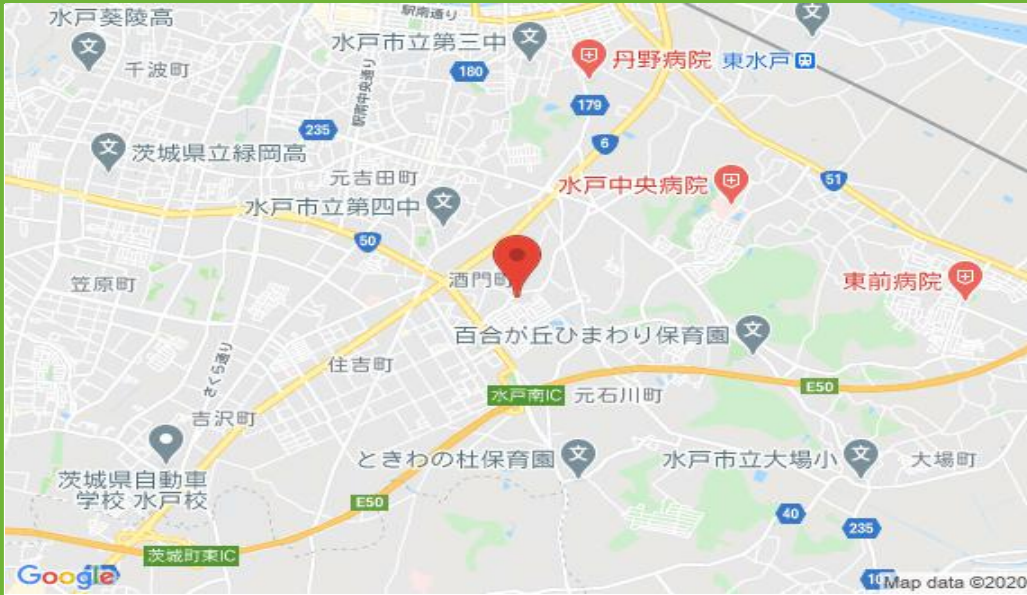 駅南通り
水戸葵陵高
水戸市立第三中
丹野病院
東水戸
千波町
180
駅南中央通り
179
235
6
茨城県立緑岡高
元吉田町
水戸中央病院
51
水戸市立第四中
50
笠原町
酒門町
東前病院
百合が丘ひまわり保育園
住吉町
さくら通り
E50
水戸南IC
元石川町
吉沢町
ときわの杜保育園
水戸市立大場小
大場町
茨城県自動車
学校 水戸校
E50
40
235
茨城町東IC
Google
Map data ©2020